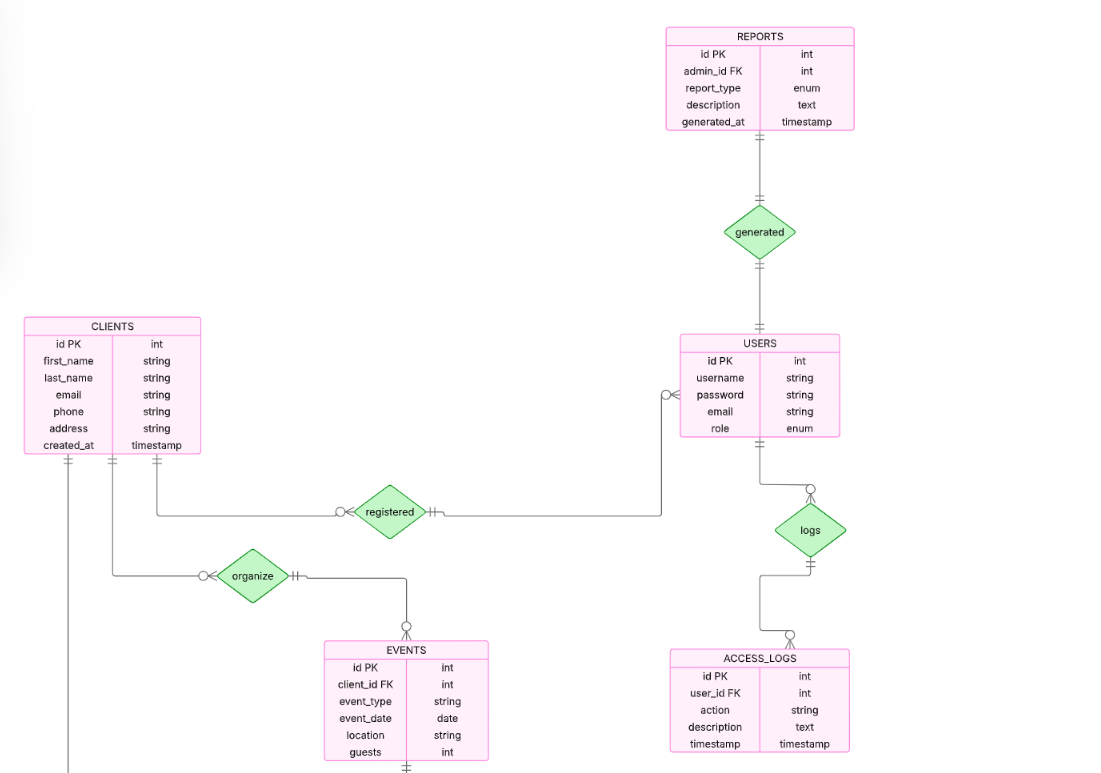 REPORTS
id PK int
admin_id FK int
report_type enum
description text
generated_at timestamp
generated
CLIENTS
id PK int
first_name string
last_name string
email string
phone string
address string
created_at timestamp
USERS
id PK int
username string
password string
email string
role enum
registered
logs
organize
EVENTS
id PK int
client_id FK int
event_type string
event_date date
location string
guests int
ACCESS_LOGS
id PK int
user_id FK int
action string
description text
timestamp timestamp